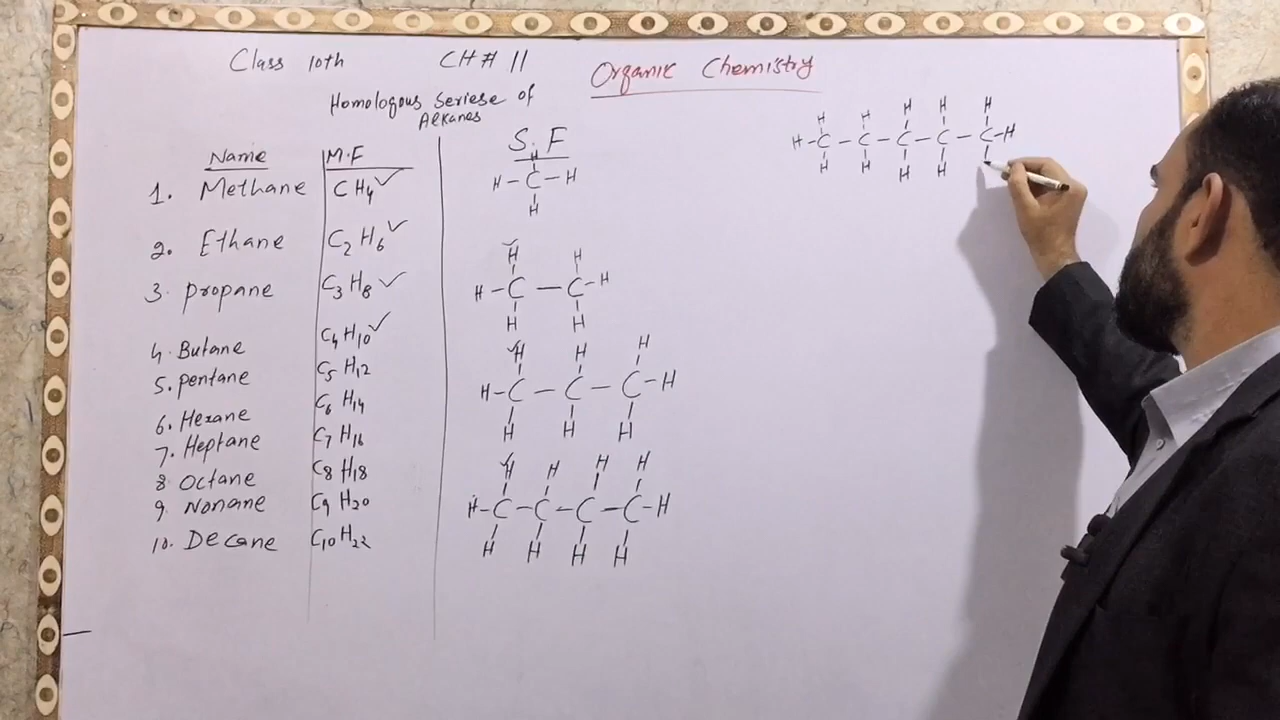 Class 10th CH # 11 Organic Chemistry
Homologous Seriese of
Alkanes
Name M.F S.F
1. Methane CH4 ✓
2. Ethane C2H6 ✓
3. propane C3H8 ✓
4. Butane C4H10 ✓
5. pentane C5H12
6. Hexane C6H14
7. Heptane C7H16
8 Octane C8H18
9. Nonane C9H20
10. Decane C10H22
H
H-C-H
H
H H
H-C-C-H
H H
H H H
H-C-C-C-H
H H H
H H H H
H-C-C-C-C-H
H H H H
H H H H H
H-C-C-C-C-C-H
H H H H